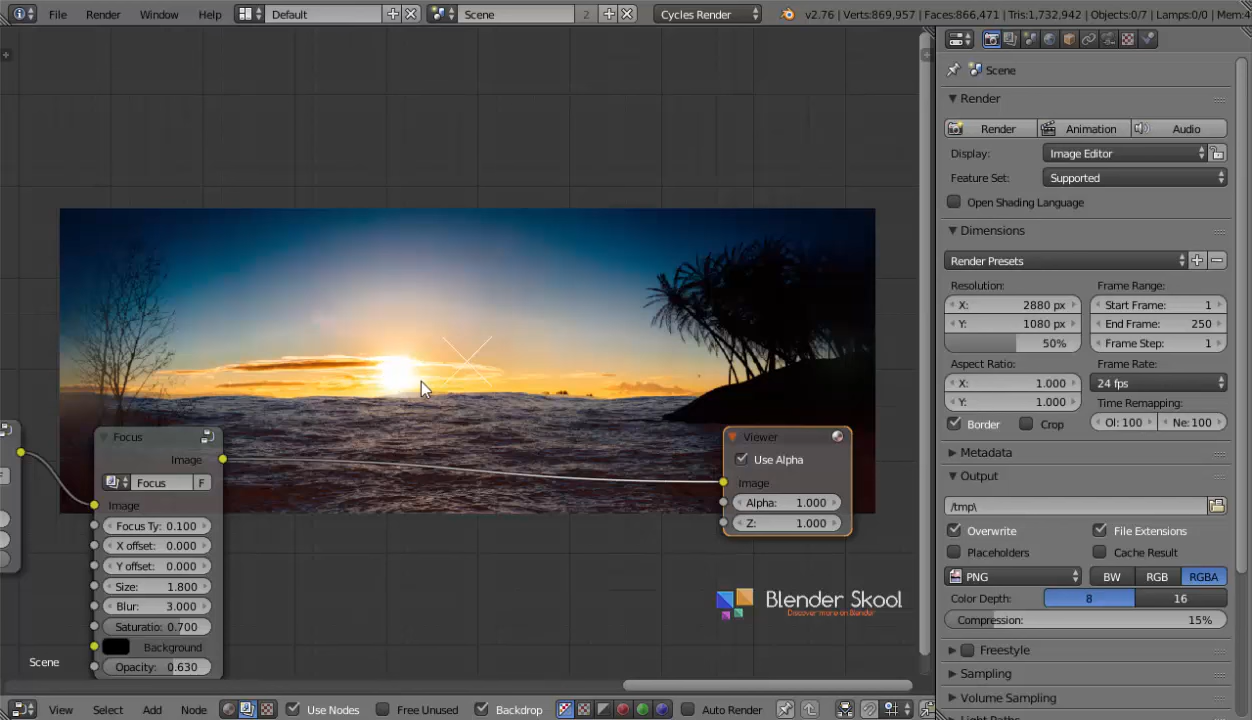 File Render Window Help Default Scene 2 Cycles Render v2.76 | Verts:869,957 | Faces:866,471 | Tris:1,732,942 | Objects:0/7 | Lamps:0/0 | Mem:4
Scene
Render
Render Animation Audio
Display: Image Editor
Feature Set: Supported
Open Shading Language
Dimensions
Render Presets
Resolution: Frame Range:
X: 2880 px Start Frame: 1
Y: 1080 px End Frame: 250
50% Frame Step: 1
Aspect Ratio: Frame Rate:
X: 1.000 24 fps
Y: 1.000 Time Remapping:
Border Crop Ol: 100 Ne: 100
Metadata
Output
/tmp\
Overwrite File Extensions
Placeholders Cache Result
PNG BW RGB RGBA
Color Depth: 8 16
Compression: 15%
Freestyle
Sampling
Volume Sampling
Light Paths
Focus
Image
Focus F
Image
Focus Ty: 0.100
X offset: 0.000
Y offset: 0.000
Size: 1.800
Blur: 3.000
Saturatio: 0.700
Background
Opacity: 0.630
Viewer
Use Alpha
Image
Alpha: 1.000
Z: 1.000
Blender Skool
Discover more on Blender
Scene
View Select Add Node Use Nodes Free Unused Backdrop Auto Render